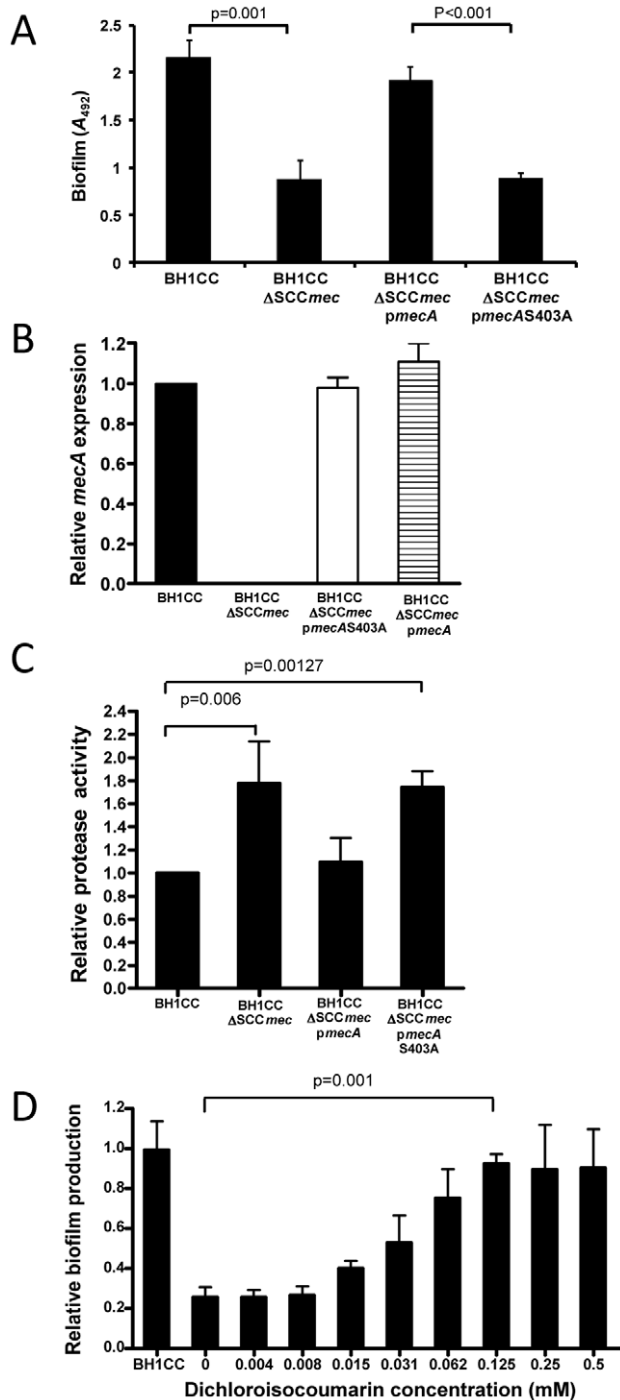 A
p=0.001
P<0.001
Biofilm (A492)
2.5
2
1.5
1
0.5
0
BH1CC
BH1CC
ΔSCCmec
BH1CC
ΔSCCmec
pmecA
BH1CC
ΔSCCmec
pmecAS403A
B
Relative mecA expression
1.2
1.0
0.8
0.6
0.4
0.2
0.0
BH1CC
BH1CC
ΔSCCmec
BH1CC
ΔSCCmec
pmecAS403A
BH1CC
ΔSCCmec
pmecA
C
p=0.00127
p=0.006
Relative protease activity
2.4
2.2
2.0
1.8
1.6
1.4
1.2
1.0
0.8
0.6
0.4
0.2
0.0
BH1CC
BH1CC
ΔSCCmec
BH1CC
ΔSCCmec
pmecA
BH1CC
ΔSCCmec
pmecA
S403A
D
p=0.001
Relative biofilm production
1.2
1.0
0.8
0.6
0.4
0.2
0.0
BH1CC 0 0.004 0.008 0.015 0.031 0.062 0.125 0.25 0.5
Dichloroisocoumarin concentration (mM)